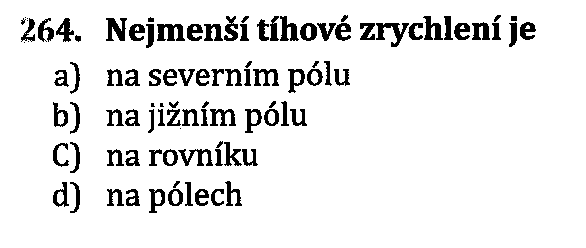 264. Nejmenší tíhové zrychlení je
a) na severním pólu
b) na jižním pólu
C) na rovníku
d) na pólech